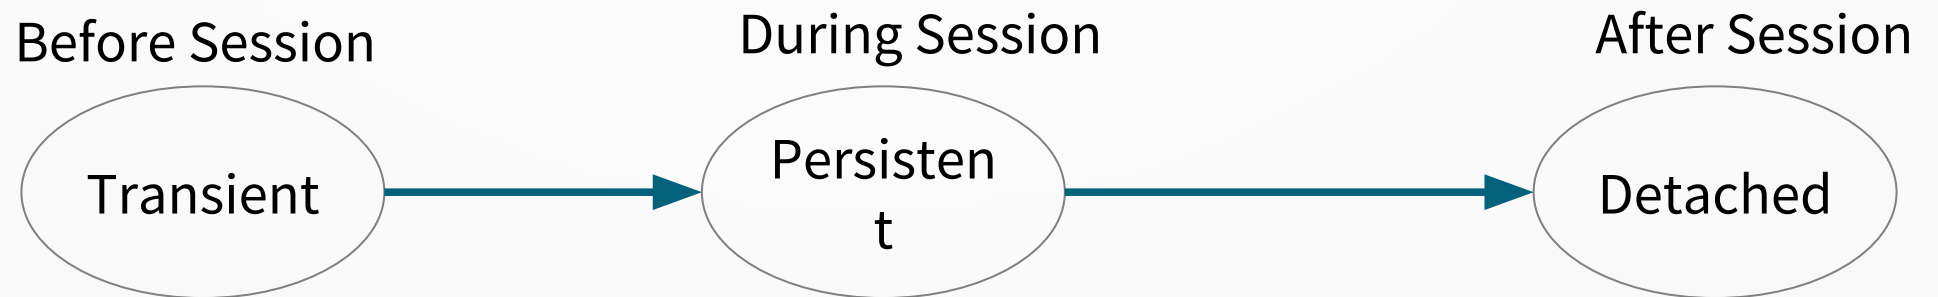 Before Session
During Session
After Session
Transient
Persisten
t
Detached